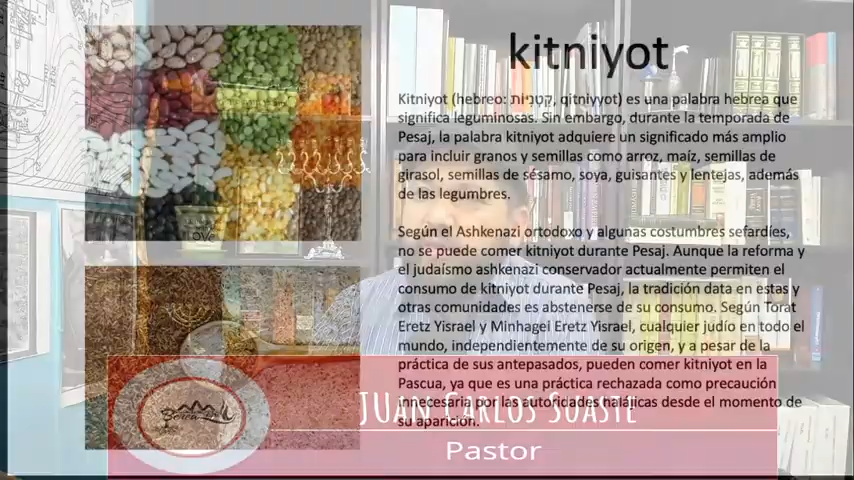 kitniyot
Kitniyot (hebreo: קִטְנִיּוֹת, qitniyyot) es una palabra hebrea que
significa leguminosas. Sin embargo, durante la temporada de
Pesaj, la palabra kitniyot adquiere un significado más amplio
para incluir granos y semillas como arroz, maíz, semillas de
girasol, semillas de sésamo, soya, guisantes y lentejas, además
de las legumbres.
Según el Ashkenazi ortodoxo y algunas costumbres sefardíes,
no se puede comer kitniyot durante Pesaj. Aunque la reforma y
el judaísmo ashkenazi conservador actualmente permiten el
consumo de kitniyot durante Pesaj, la tradición data en estas y
otras comunidades es abstenerse de su consumo. Según Torat
Eretz Yisrael y Minhagei Eretz Yisrael, cualquier judío en todo el
mundo, independientemente de su origen, y a pesar de la
práctica de sus antepasados, pueden comer kitniyot en la
Pascua, ya que es una práctica rechazada como precaución
innecesaria por las autoridades halájicas desde el momento de
su aparición.
Juan Carlos Suaste
Pastor
LOVE
Berea